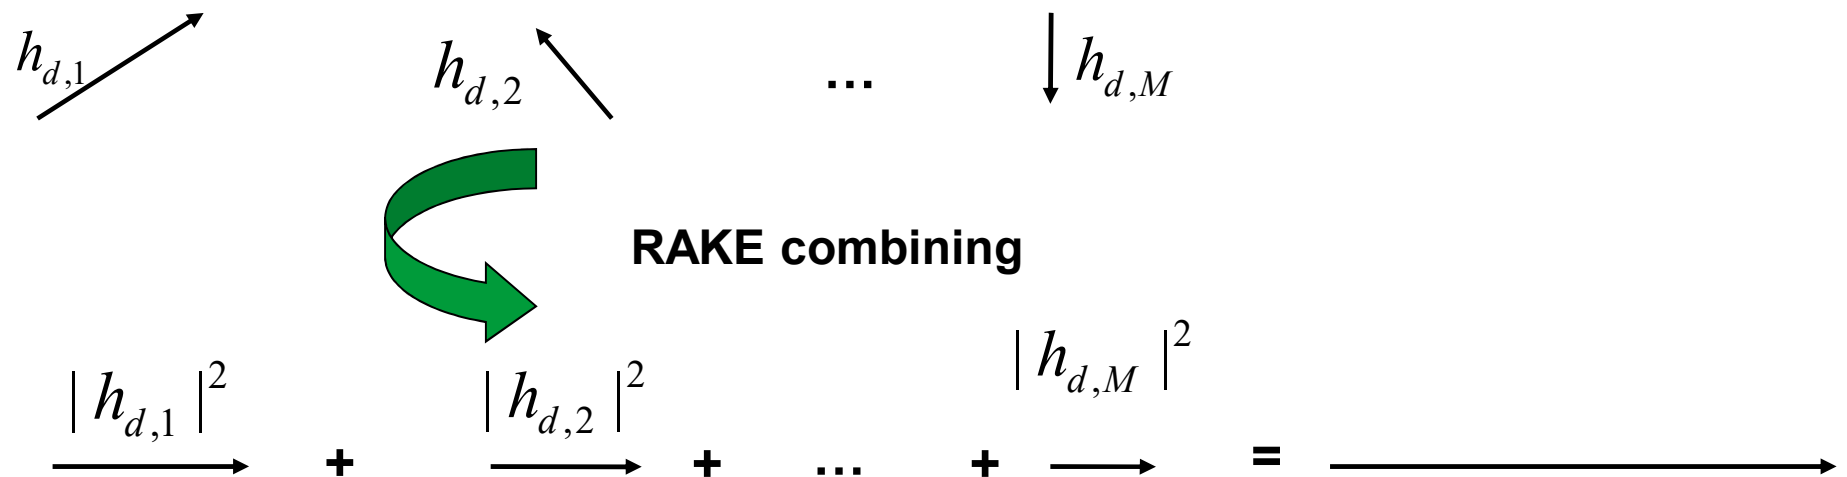 h_{d,1} h_{d,2} ... h_{d,M}
RAKE combining
|h_{d,1}|^2 + |h_{d,2}|^2 + ... + |h_{d,M}|^2 =